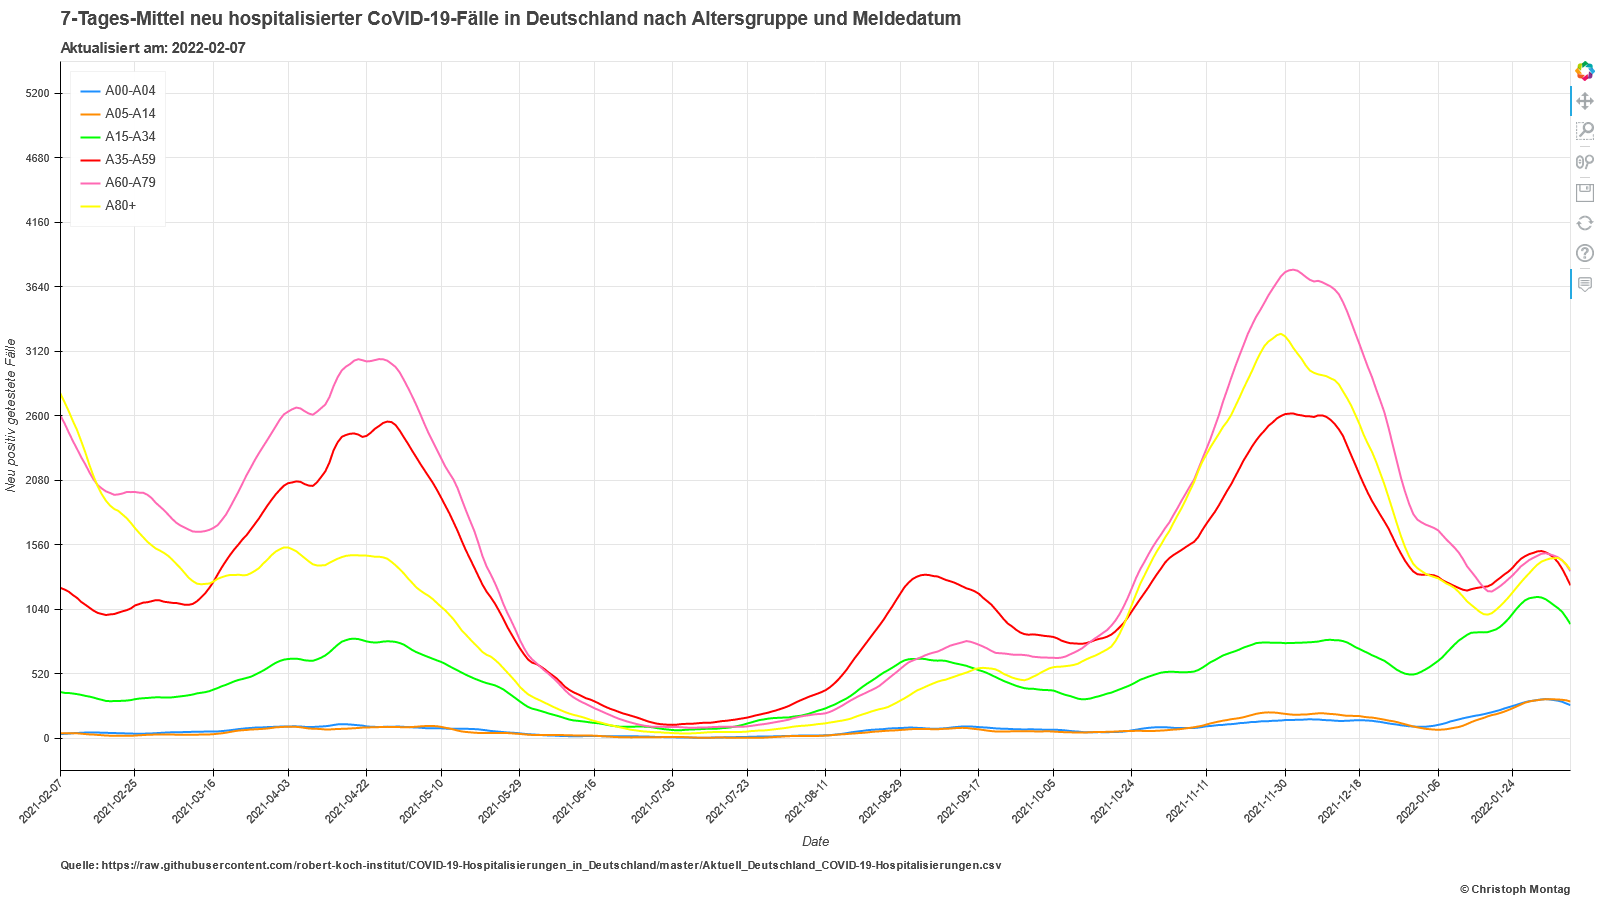 7-Tages-Mittel neu hospitalisierter CoVID-19-Fälle in Deutschland nach Altersgruppe und Meldedatum
Aktualisiert am: 2022-02-07
A00-A04
A05-A14
A15-A34
A35-A59
A60-A79
A80+
5200
4680
4160
3640
3120
2600
2080
1560
1040
520
0
Neu positiv getestete Fälle
2021-02-07
2021-02-25
2021-03-16
2021-04-03
2021-04-22
2021-05-10
2021-05-29
2021-06-16
2021-07-05
2021-07-23
2021-08-11
2021-08-29
2021-09-17
2021-10-05
2021-10-24
2021-11-11
2021-11-30
2021-12-18
2022-01-06
2022-01-24
Date
Quelle: https://raw.githubusercontent.com/robert-koch-institut/COVID-19-Hospitalisierungen_in_Deutschland/master/Aktuell_Deutschland_COVID-19-Hospitalisierungen.csv
© Christoph Montag